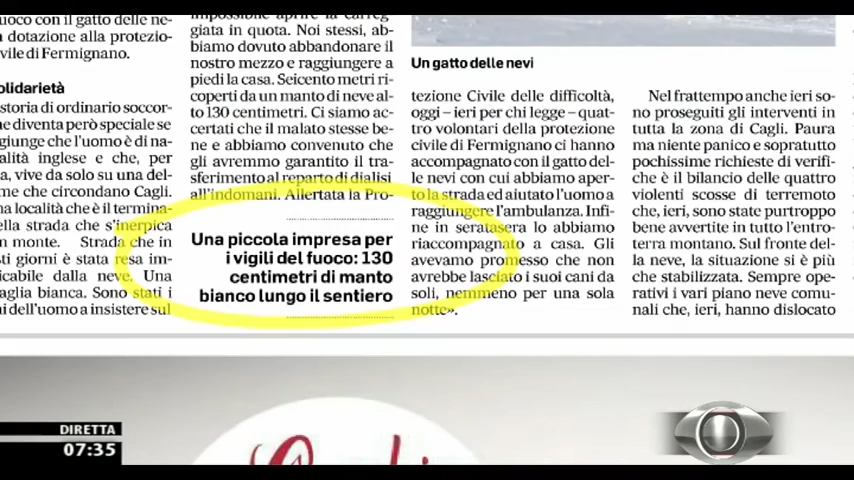 uoco con il gatto delle ne-
dotazione alla protezio-
vile di Fermignano.
olidarietà
storia di ordinario soccor-
e diventa però speciale se
giunge che l'uomo è di na-
alità inglese e che, per
a, vive da solo su una del-
me che circondano Cagli.
na località che è il termina-
ella strada che s'inerpica
n monte. Strada che in
sti giorni è stata resa im-
icabile dalla neve. Una
aglia bianca. Sono stati i
ni dell'uomo a insistere sul
impossibile aprire la carreg-
giata in quota. Noi stessi, ab-
biamo dovuto abbandonare il
nostro mezzo e raggiungere a
piedi la casa. Seicento metri ri-
coperti da un manto di neve al-
to 130 centimetri. Ci siamo ac-
certati che il malato stesse be-
ne e abbiamo convenuto che
gli avremmo garantito il tra-
sferimento al reparto di dialisi
all'indomani. Allertata la Pro-
Una piccola impresa per
i vigili del fuoco: 130
centimetri di manto
bianco lungo il sentiero
Un gatto delle nevi
tezione Civile delle difficoltà,
oggi – ieri per chi legge – quat-
tro volontari della protezione
civile di Fermignano ci hanno
accompagnato con il gatto del-
le nevi con cui abbiamo aper-
to la strada ed aiutato l'uomo a
raggiungere l'ambulanza. Infi-
ne in serata sero lo abbiamo
riaccompagnato a casa. Gli
avevamo promesso che non
avrebbe lasciato i suoi cani da
soli, nemmeno per una sola
notte».
Nel frattempo anche ieri so-
no proseguiti gli interventi in
tutta la zona di Cagli. Paura
ma niente panico e sopratutto
pochissime richieste di verifi-
che è il bilancio delle quattro
violenti scosse di terremoto
che, ieri, sono state purtroppo
bene avvertite in tutto l'entro-
terra montano. Sul fronte del-
la neve, la situazione si è più
che stabilizzata. Sempre ope-
rativi i vari piano neve comu-
nali che, ieri, hanno dislocato
DIRETTA
07:35